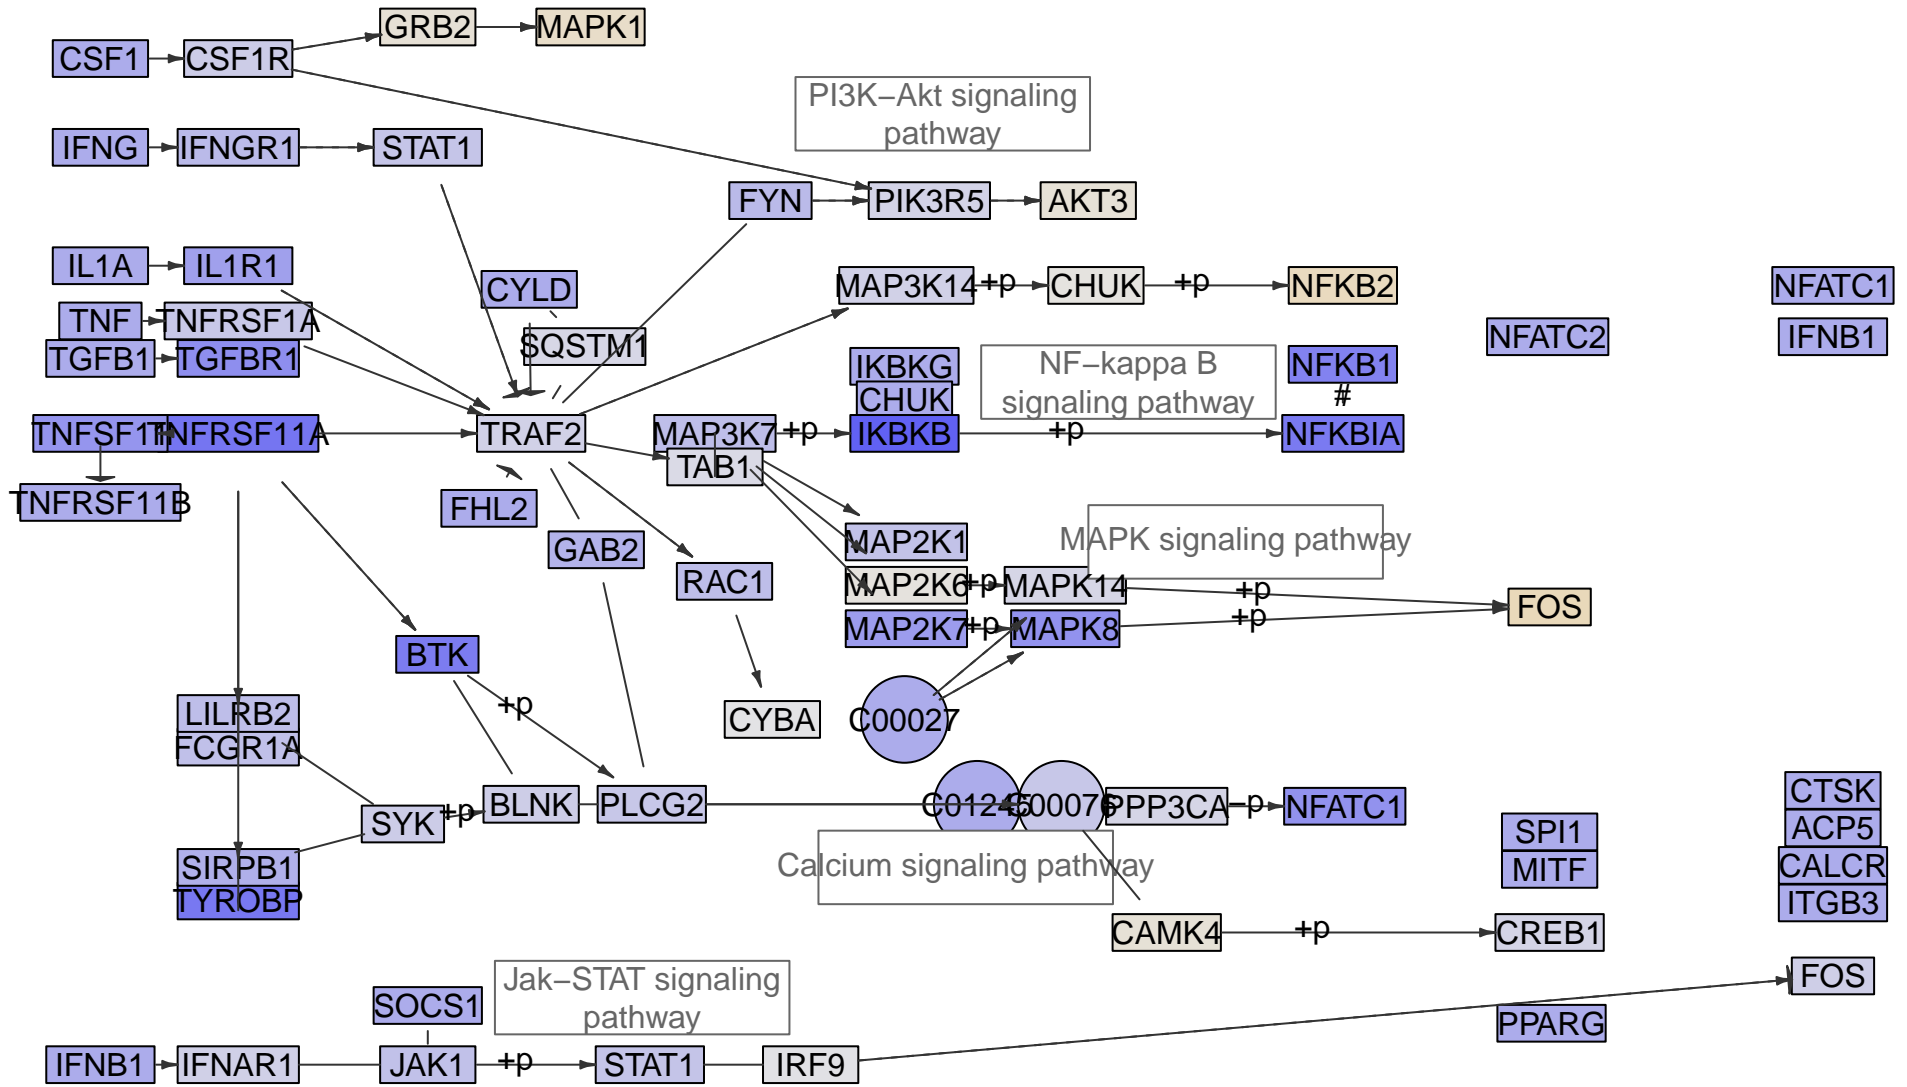 GRB2
MAPK1
CSF1
CSF1R
PI3K−Akt signaling
pathway
IFNG
IFNGR1
STAT1
FYN
PIK3R5
AKT3
IL1A
IL1R1
CYLD
MAP3K14
+p
CHUK
+p
NFKB2
NFATC1
TNF
TNFRSF1A
SQSTM1
NFATC2
IFNB1
TGFB1
TGFBR1
IKBKG
NF−kappa B
signaling pathway
NFKB1
#
CHUK
TNFRSF11A
TRAF2
MAP3K7
+p
IKBKB
+p
NFKBIA
TAB1
TNFRSF11B
FHL2
GAB2
MAP2K1
MAPK signaling pathway
RAC1
MAP2K6
+p
MAPK14
+p
FOS
MAP2K7
+p
MAPK8
+p
BTK
+p
LILRB2
FCGR1A
CYBA
C00027
SYK
+p
BLNK
PLCG2
C00076
PPP3CA
−p
NFATC1
CTSK
SPI1
ACP5
SIRPB1
Calcium signaling pathway
MITF
CALCR
TYROBP
ITGB3
CAMK4
+p
CREB1
Jak−STAT signaling
pathway
FOS
SOCS1
PPARG
IFNB1
IFNAR1
JAK1
+p
STAT1
IRF9